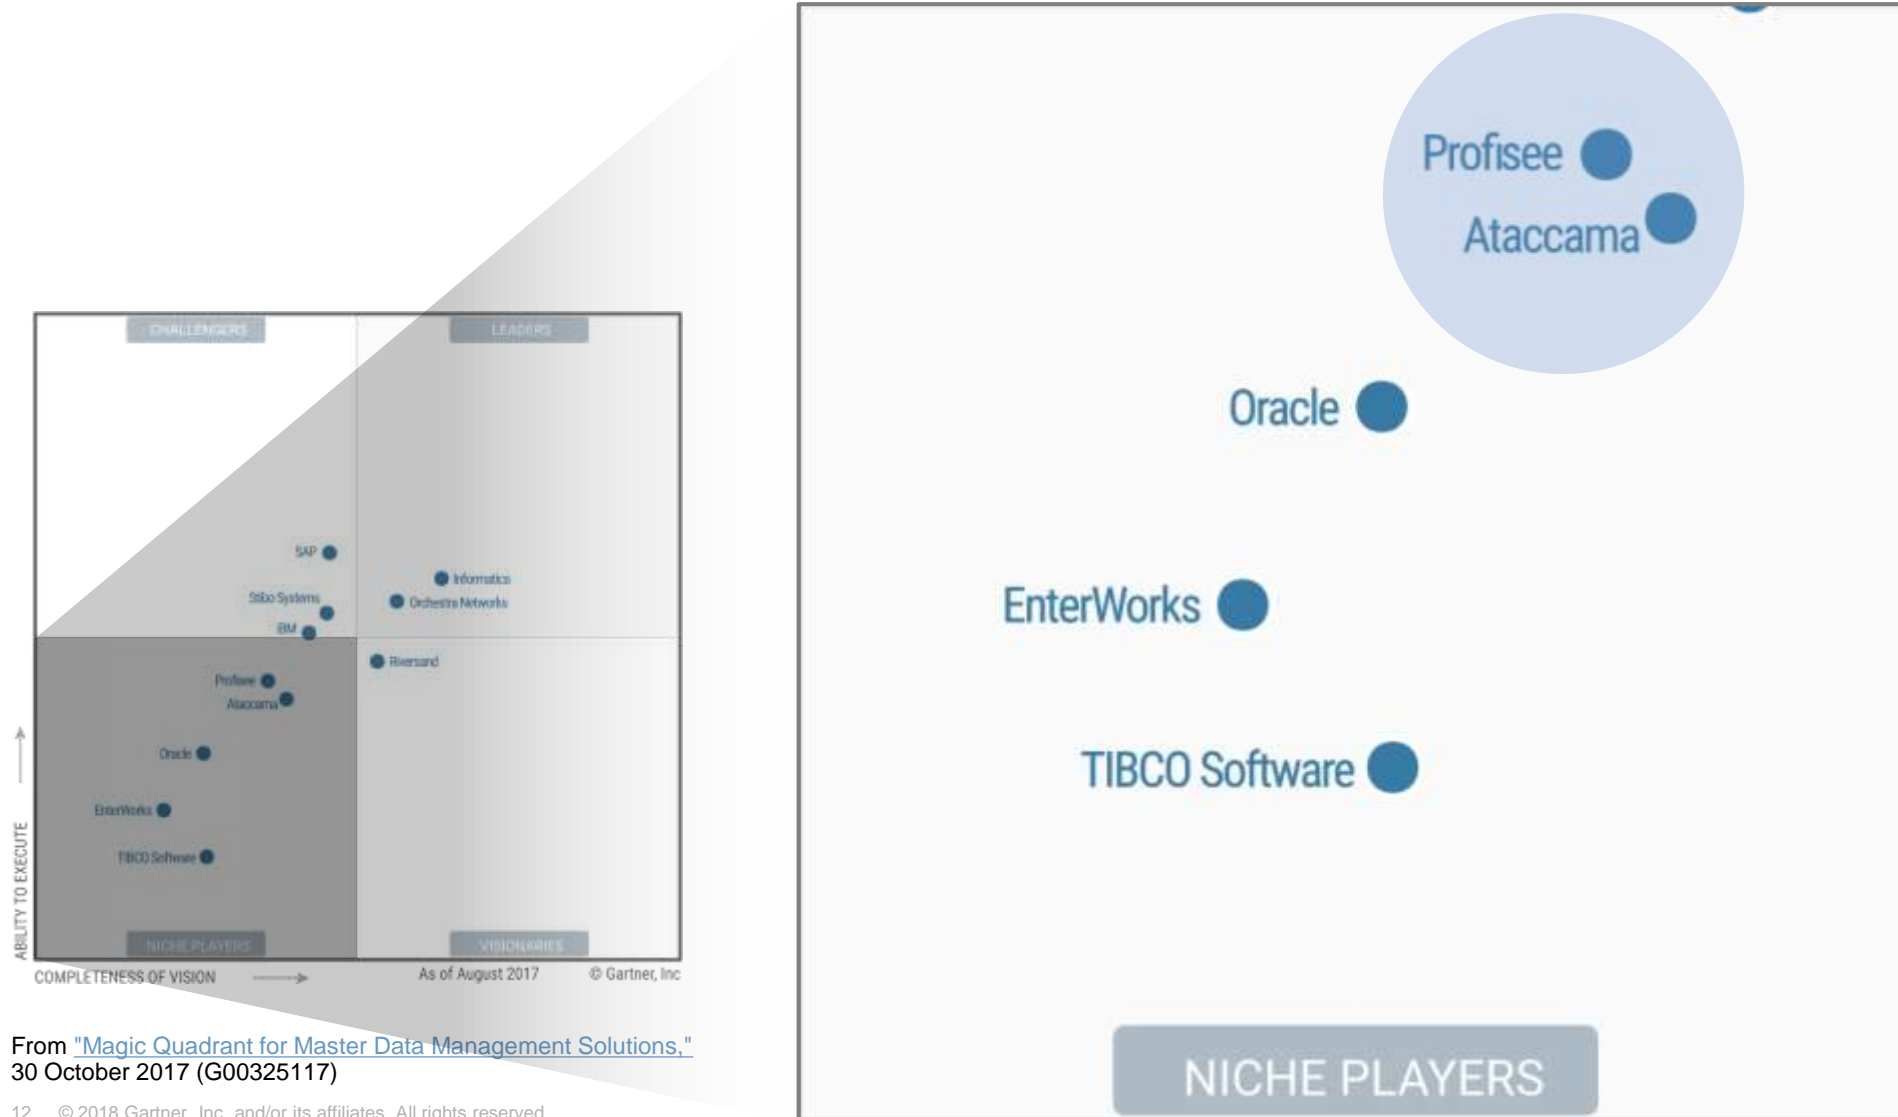 CHALLENGERS
LEADERS
SAP
Informatica
Stibo Systems
Orchestra Networks
IBM
Riversand
Profisee
Ataccama
Oracle
EnterWorks
TIBCO Software
NICHE PLAYERS
VISIONARIES
ABILITY TO EXECUTE
COMPLETENESS OF VISION
As of August 2017
© Gartner, Inc
From "Magic Quadrant for Master Data Management Solutions,"
30 October 2017 (G00325117)
12 © 2018 Gartner, Inc. and/or its affiliates. All rights reserved
Profisee
Ataccama
Oracle
EnterWorks
TIBCO Software
NICHE PLAYERS